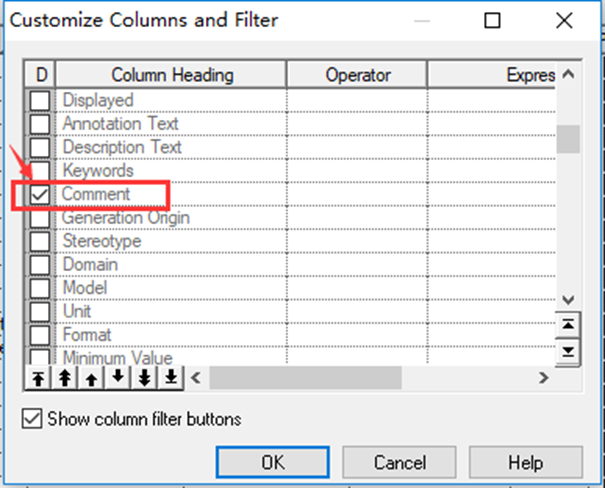 Customize Columns and Filter
D Column Heading Operator Expres
Displayed
Annotation Text
Description Text
Keywords
Comment
Generation Origin
Stereotype
Domain
Model
Unit
Format
Minimum Value
Show column filter buttons
OK Cancel Help